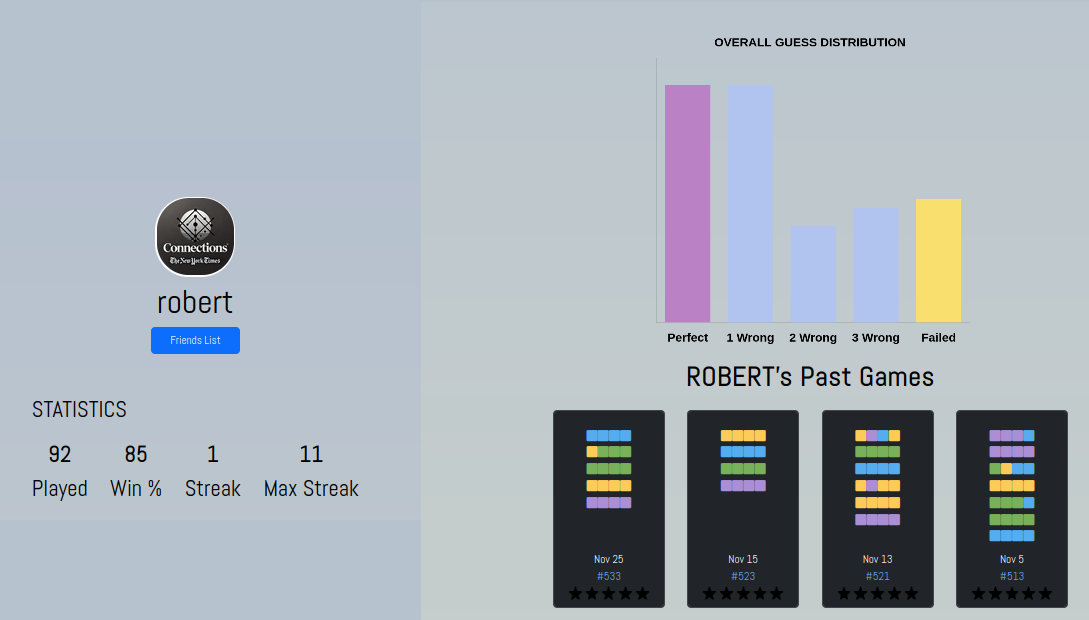 Connections
The New York Times
robert
Friends List
STATISTICS
92 85 1 11
Played Win % Streak Max Streak
OVERALL GUESS DISTRIBUTION
Perfect 1 Wrong 2 Wrong 3 Wrong Failed
ROBERT's Past Games
Nov 25 Nov 15 Nov 13 Nov 5
#533 #523 #521 #513